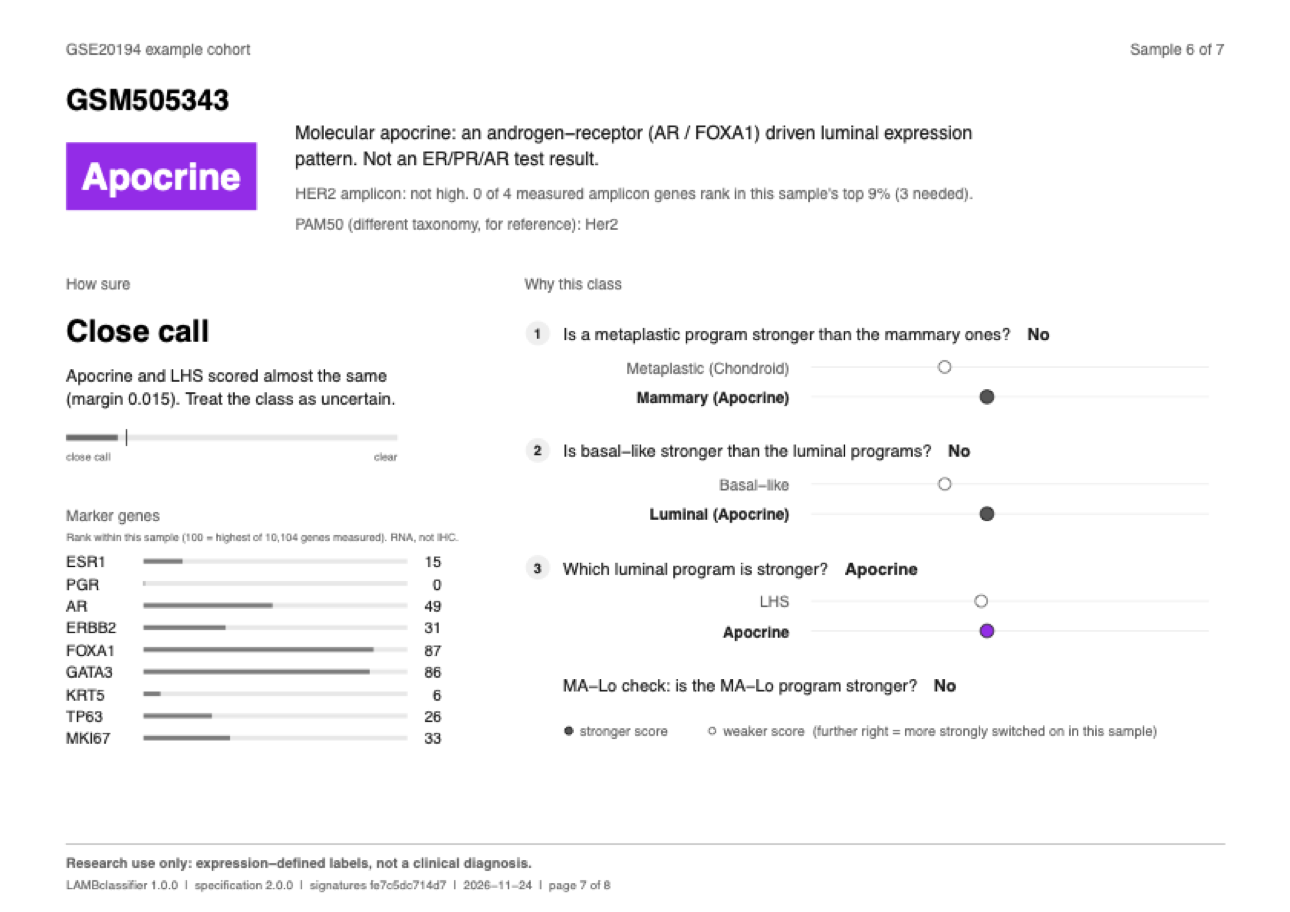 GSE20194 example cohort
Sample 6 of 7
GSM505343
Apocrine
Molecular apocrine: an androgen−receptor (AR / FOXA1) driven luminal expression
pattern. Not an ER/PR/AR test result.
HER2 amplicon: not high. 0 of 4 measured amplicon genes rank in this sample's top 9% (3 needed).
PAM50 (different taxonomy, for reference): Her2
How sure
Close call
Apocrine and LHS scored almost the same
(margin 0.015). Treat the class as uncertain.
close call clear
Marker genes
Rank within this sample (100 = highest of 10,104 genes measured). RNA, not IHC.
ESR1 15
PGR 0
AR 49
ERBB2 31
FOXA1 87
GATA3 86
KRT5 6
TP63 26
MKI67 33
Why this class
1 Is a metaplastic program stronger than the mammary ones? No
Metaplastic (Chondroid)
Mammary (Apocrine)
2 Is basal−like stronger than the luminal programs? No
Basal−like
Luminal (Apocrine)
3 Which luminal program is stronger? Apocrine
LHS
Apocrine
MA−Lo check: is the MA−Lo program stronger? No
stronger score weaker score (further right = more strongly switched on in this sample)
Research use only: expression−defined labels, not a clinical diagnosis.
LAMBclassifier 1.0.0 | specification 2.0.0 | signatures fe7c5dc714d7 | 2026−11−24 | page 7 of 8